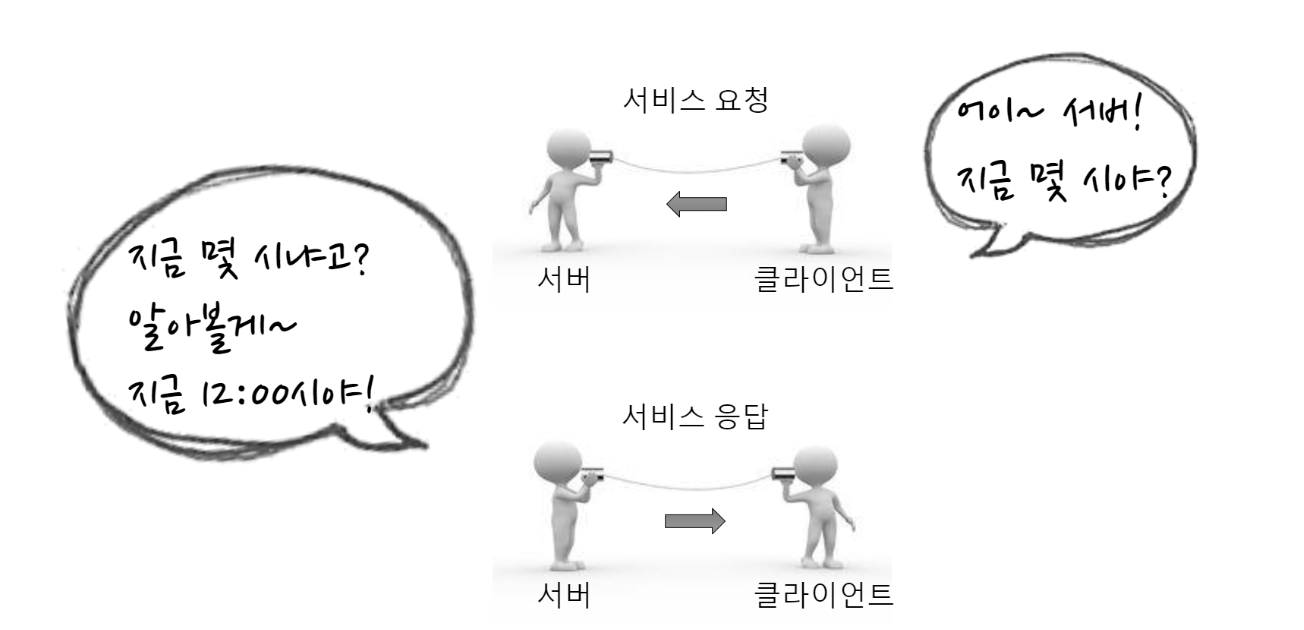 서비스 요청
어이~ 서버!
지금 몇 시야?
서버
클라이언트
지금 몇 시냐고?
알아볼게~
지금 12:00시야!
서비스 응답
서버
클라이언트